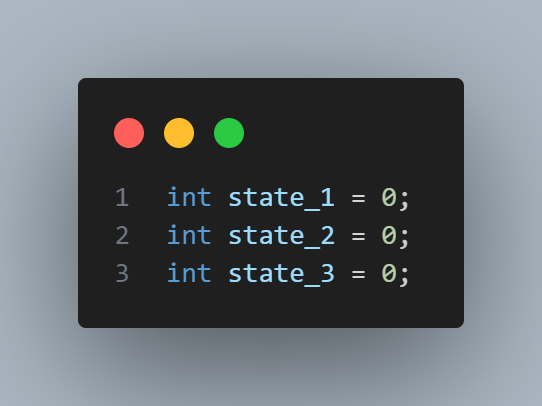 1 int state_1 = 0;
2 int state_2 = 0;
3 int state_3 = 0;